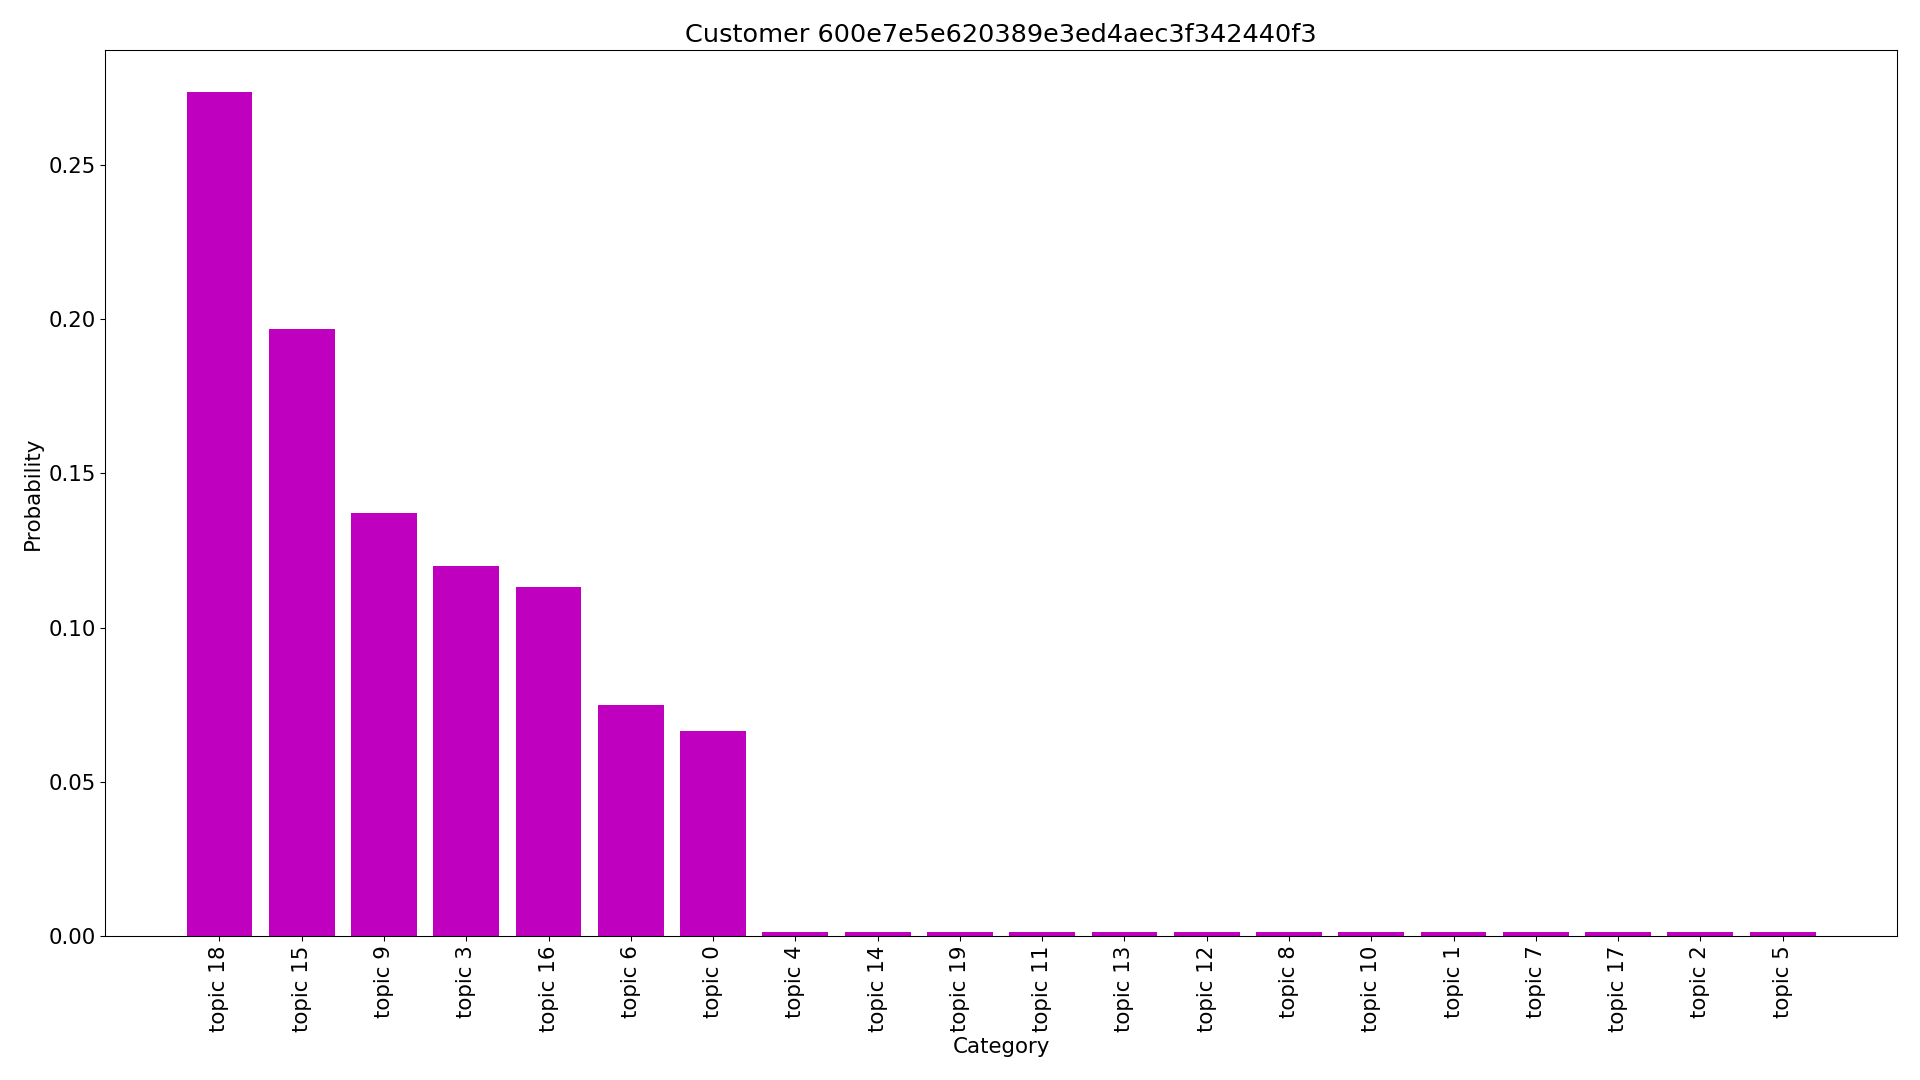 Customer 600e7e5e620389e3ed4aec3f342440f3
Probability
0.25
0.20
0.15
0.10
0.05
0.00
topic 18
topic 15
topic 9
topic 3
topic 16
topic 6
topic 0
topic 4
topic 14
topic 19
topic 11
topic 13
topic 12
topic 8
topic 10
topic 1
topic 7
topic 17
topic 2
topic 5
Category